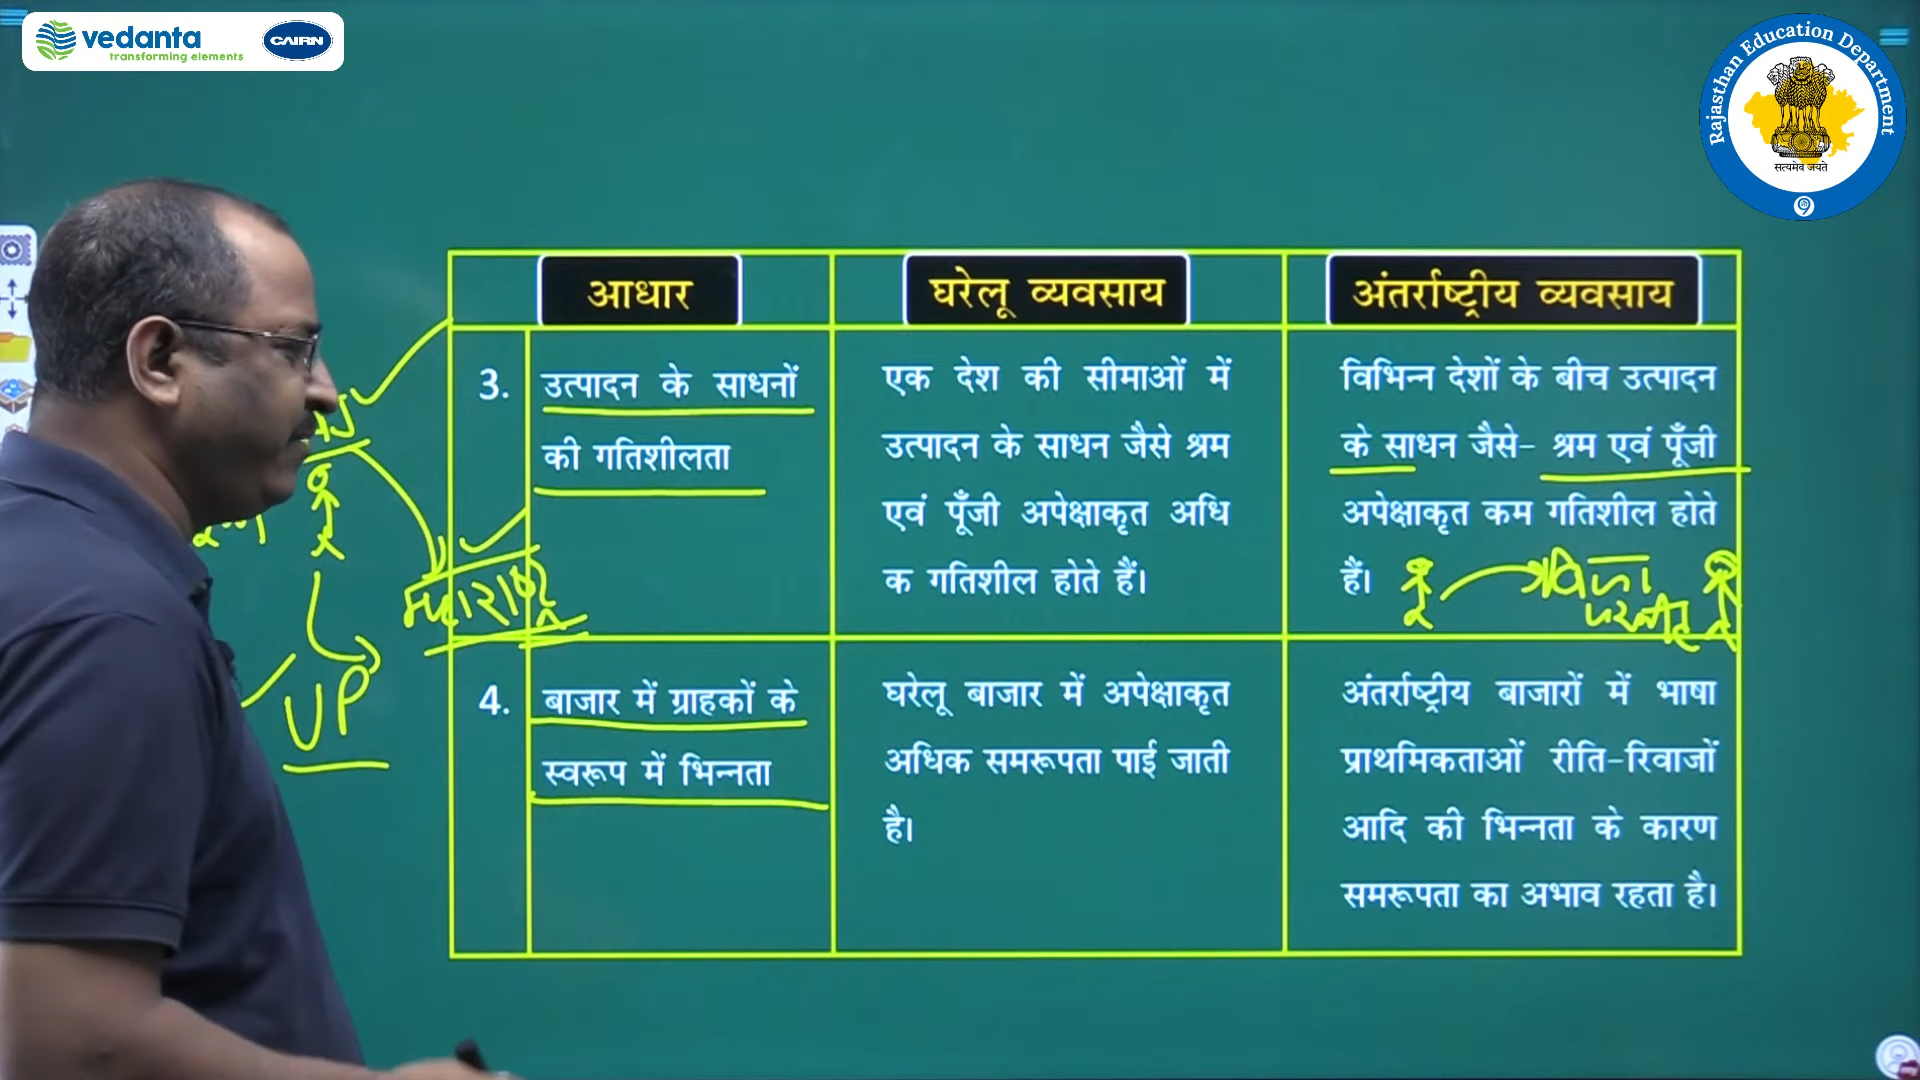 vedanta
transforming elements
CAIRN
Rajasthan Education Department
सत्यमेव जयते
आधार
घरेलू व्यवसाय
अंतर्राष्ट्रीय व्यवसाय
3.
उत्पादन के साधनों
की गतिशीलता
एक देश की सीमाओं में
उत्पादन के साधन जैसे श्रम
एवं पूँजी अपेक्षाकृत अधि
क गतिशील होते हैं।
विभिन्न देशों के बीच उत्पादन
के साधन जैसे- श्रम एवं पूँजी
अपेक्षाकृत कम गतिशील होते
हैं।
महाराष्ट्र
UP
4.
बाजार में ग्राहकों के
स्वरूप में भिन्नता
घरेलू बाजार में अपेक्षाकृत
अधिक समरूपता पाई जाती
है।
अंतर्राष्ट्रीय बाजारों में भाषा
प्राथमिकताओं रीति-रिवाजों
आदि की भिन्नता के कारण
समरूपता का अभाव रहता है।